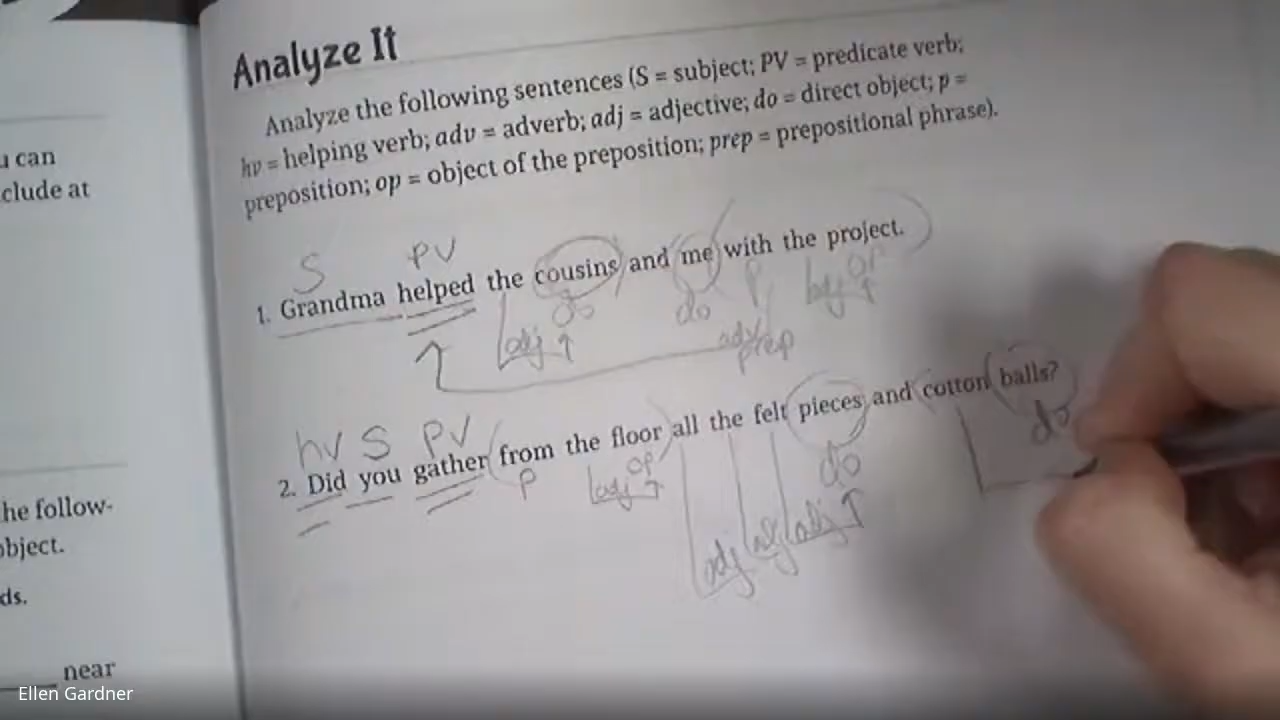 Analyze It
Analyze the following sentences (S = subject; PV = predicate verb;
hv = helping verb; adv = adverb; adj = adjective; do = direct object; p =
preposition; op = object of the preposition; prep = prepositional phrase).
u can
clude at
S PV
1. Grandma helped the cousins and me with the project.
adj do do p adj op
adv prep
hv S PV
2. Did you gather from the floor all the felt pieces and cotton balls?
p adj op do do
adj adj adj
he follow-
object.
ds.
near
Ellen Gardner